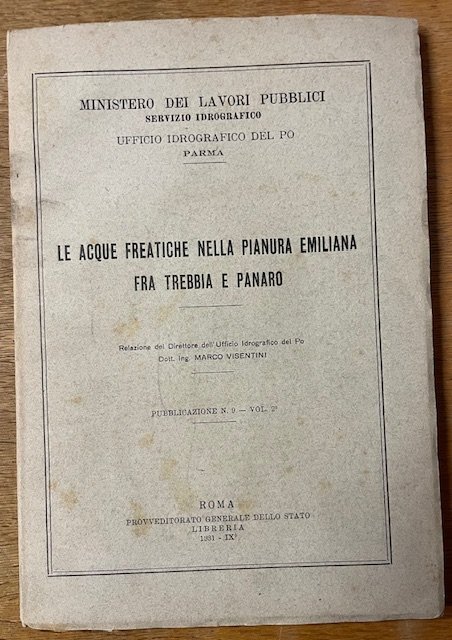 MINISTERO DEI LAVORI PUBBLICI
SERVIZIO IDROGRAFICO
UFFICIO IDROGRAFICO DEL PO
PARMA
LE ACQUE FREATICHE NELLA PIANURA EMILIANA
FRA TREBBIA E PANARO
Relazione del Direttore dell'Ufficio Idrografico del Po
Dott. Ing. MARCO VISENTINI
PUBBLICAZIONE N. 9 — VOL. 2º
ROMA
PROVVEDITORATO GENERALE DELLO STATO
LIBRERIA
1931 - IXº